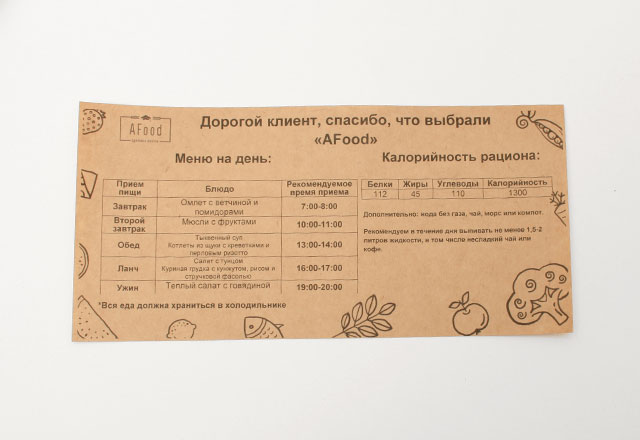 AFood
Дорогой клиент, спасибо, что выбрали
«AFood»
Меню на день:
Прием пищи Блюдо Рекомендуемое время приема
Завтрак Омлет с ветчиной и помидорами 7:00-8:00
Второй завтрак Мюсли с фруктами 10:00-11:00
Обед Тыквенный суп Котлеты из щуки с креветками и перловым ризотто 13:00-14:00
Ланч Салат с тунцом Куриная грудка с кунжутом, рисом и стручковой фасолью 16:00-17:00
Ужин Теплый салат с говядиной 19:00-20:00
*Вся еда должна храниться в холодильнике
Калорийность рациона:
Белки Жиры Углеводы Калорийность
112 45 110 1300
Дополнительно: вода без газа, чай, морс или компот.
Рекомендуем в течение дня выпивать не менее 1,5-2
литров жидкости, в том числе несладкий чай или
кофе.